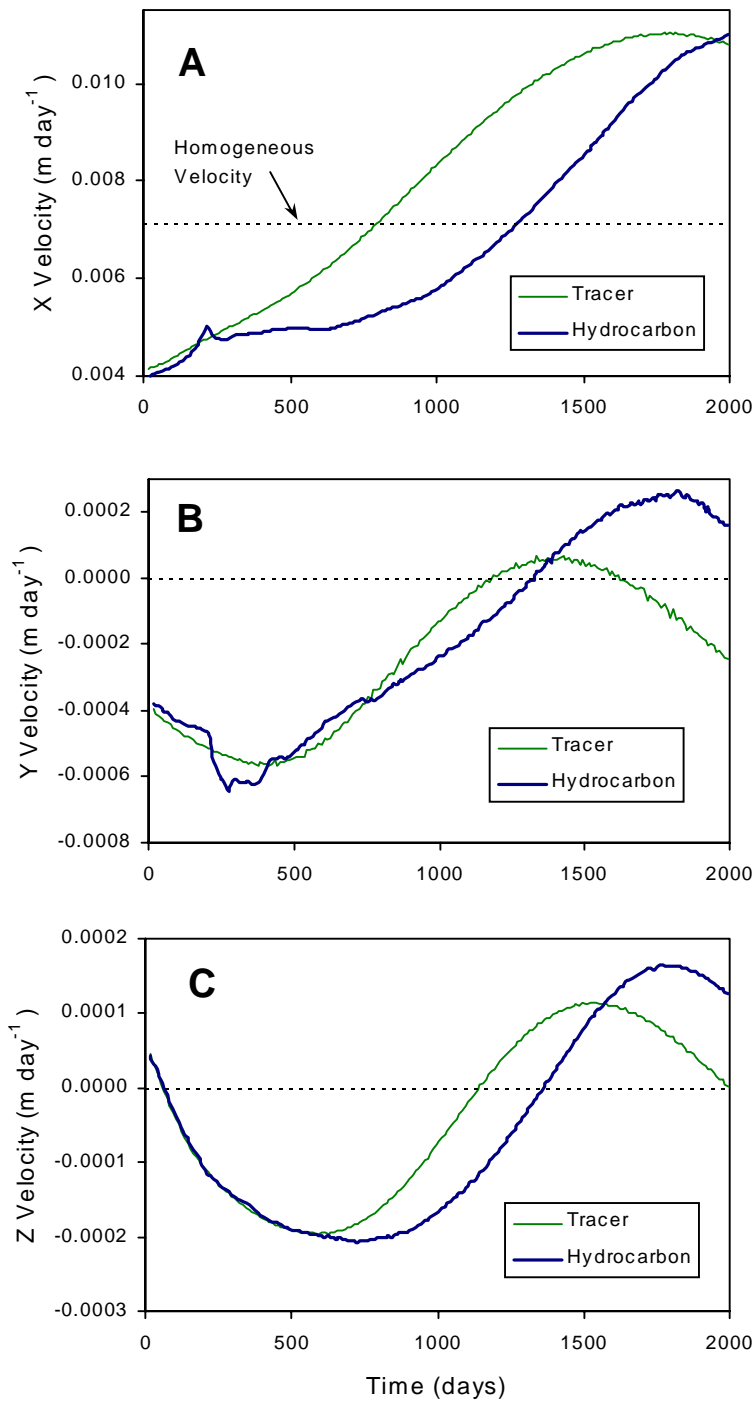 A
X Velocity (m day-1)
0.010
0.008
0.006
0.004
Homogeneous
Velocity
Tracer
Hydrocarbon
0 500 1000 1500 2000
B
Y Velocity (m day-1)
0.0002
0.0000
-0.0002
-0.0004
-0.0006
-0.0008
Tracer
Hydrocarbon
0 500 1000 1500 2000
C
Z Velocity (m day-1)
0.0002
0.0001
0.0000
-0.0001
-0.0002
-0.0003
Tracer
Hydrocarbon
0 500 1000 1500 2000
Time (days)